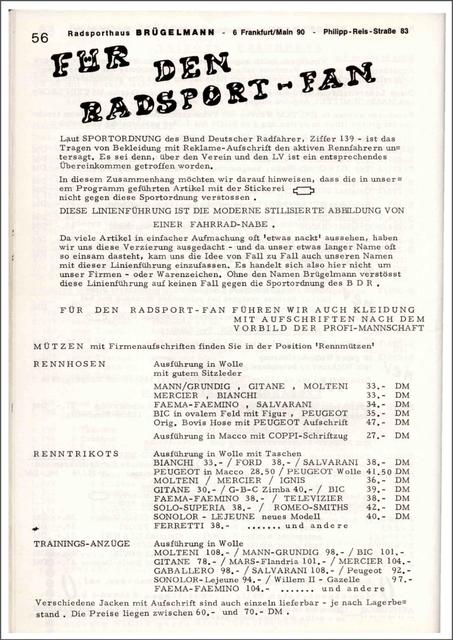 56
Radsporthaus BRÜGELMANN - 6 Frankfurt/Main 90 - Philipp-Reis-Straße 83
FÜR DEN
RADSPORT-FAN
Laut SPORTORDNUNG des Bund Deutscher Radfahrer, Ziffer 139 - ist das
Tragen von Bekleidung mit Reklame-Aufschrift den aktiven Rennfahrern un=
tersagt. Es sei denn, über den Verein und den LV ist ein entsprechendes
Übereinkommen getroffen worden.
In diesem Zusammenhang möchten wir darauf hinweisen, dass die in unser=
em Programm geführten Artikel mit der Stickerei
nicht gegen diese Sportordnung verstossen .
DIESE LINIENFÜHRUNG IST DIE MODERNE STILISIERTE ABBILDUNG VON
EINER FAHRRAD-NABE .
Da viele Artikel in einfacher Aufmachung oft 'etwas nackt' aussehen, haben
wir uns diese Verzierung ausgedacht - und da unser etwas langer Name oft
so einsam dasteht, kam uns die Idee von Fall zu Fall auch unseren Namen
mit dieser Linienführung einzufassen. Es handelt sich also hier nicht um
unser Firmen - oder Warenzeichen. Ohne den Namen Brügelmann verstösst
diese Linienführung auf keinen Fall gegen die Sportordnung des B D R .
FÜR DEN RADSPORT-FAN FÜHREN WIR AUCH KLEIDUNG
MIT AUFSCHRIFTEN NACH DEM
VORBILD DER PROFI-MANNSCHAFT
MÜTZEN mit Firmenaufschriften finden Sie in der Position 'Rennmützen'
RENNHOSEN Ausführung in Wolle
mit gutem Sitzleder
MANN/GRUNDIG , GITANE , MOLTENI 33.- DM
MERCIER , BIANCHI 33.- DM
FAEMA-FAEMINO , SALVARANI 34.- DM
BIC in ovalem Feld mit Figur , PEUGEOT 35.- DM
Orig. Bovis Hose mit PEUGEOT Aufschrift 47.- DM
Ausführung in Macco mit COPPI-Schriftzug 27.- DM
RENNTRIKOTS Ausführung in Wolle mit Taschen
BIANCHI 33.- / FORD 38.- / SALVARANI 38.- DM
PEUGEOT in Macco 28.50 / PEUGEOT Wolle 41.50 DM
MOLTENI / MERCIER / IGNIS 36.- DM
GITANE 30.- / G-B-C Zimba 40.- / BIC 39.- DM
FAEMA-FAEMINO 38.- / TELEVIZIER 38.- DM
SOLO-SUPERIA 38.- / ROMEO-SMITHS 42.- DM
SONOLOR - LEJEUNE neues Modell 40.- DM
FERRETTI 38.- ....... und andere
TRAININGS-ANZÜGE Ausführung in Wolle
MOLTENI 108.- / MANN-GRUNDIG 98.- / BIC 101.-
GITANE 78.- / MARS-Flandria 101.- / MERCIER 104.-
GABALLERO 98.- / SALVARANI 108.- / Peugeot 92.-
SONOLOR-Lejeune 94.- / Willem II - Gazelle 97.-
FAEMA-FAEMINO 104.- ....... und andere
Verschiedene Jacken mit Aufschrift sind auch einzeln lieferbar - je nach Lagerbe=
stand . Die Preise liegen zwischen 60.- und 70.- DM .